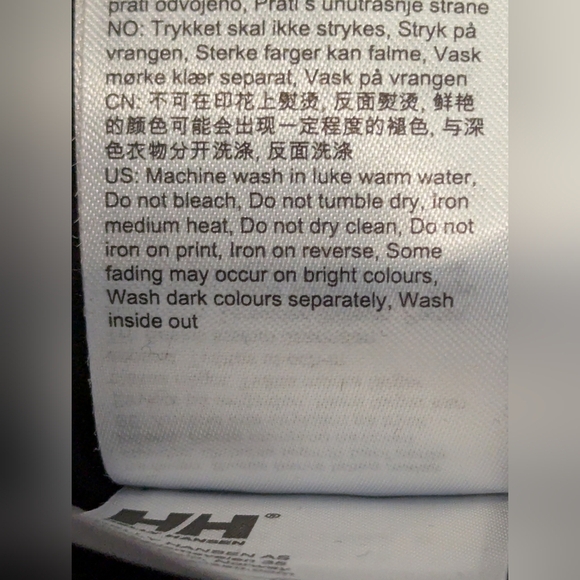 prati odvojeno, Prati s unutrašnje strane
NO: Trykket skal ikke strykes, Stryk på
vrangen, Sterke farger kan falme, Vask
mørke klær separat, Vask på vrangen
CN: 不可在印花上熨烫, 反面熨烫, 鲜艳
的颜色可能会出现一定程度的褪色, 与深
色衣物分开洗涤, 反面洗涤
US: Machine wash in luke warm water,
Do not bleach, Do not tumble dry, iron
medium heat, Do not dry clean, Do not
iron on print, Iron on reverse, Some
fading may occur on bright colours,
Wash dark colours separately, Wash
inside out
HH®
HANSEN
HANSEN AS